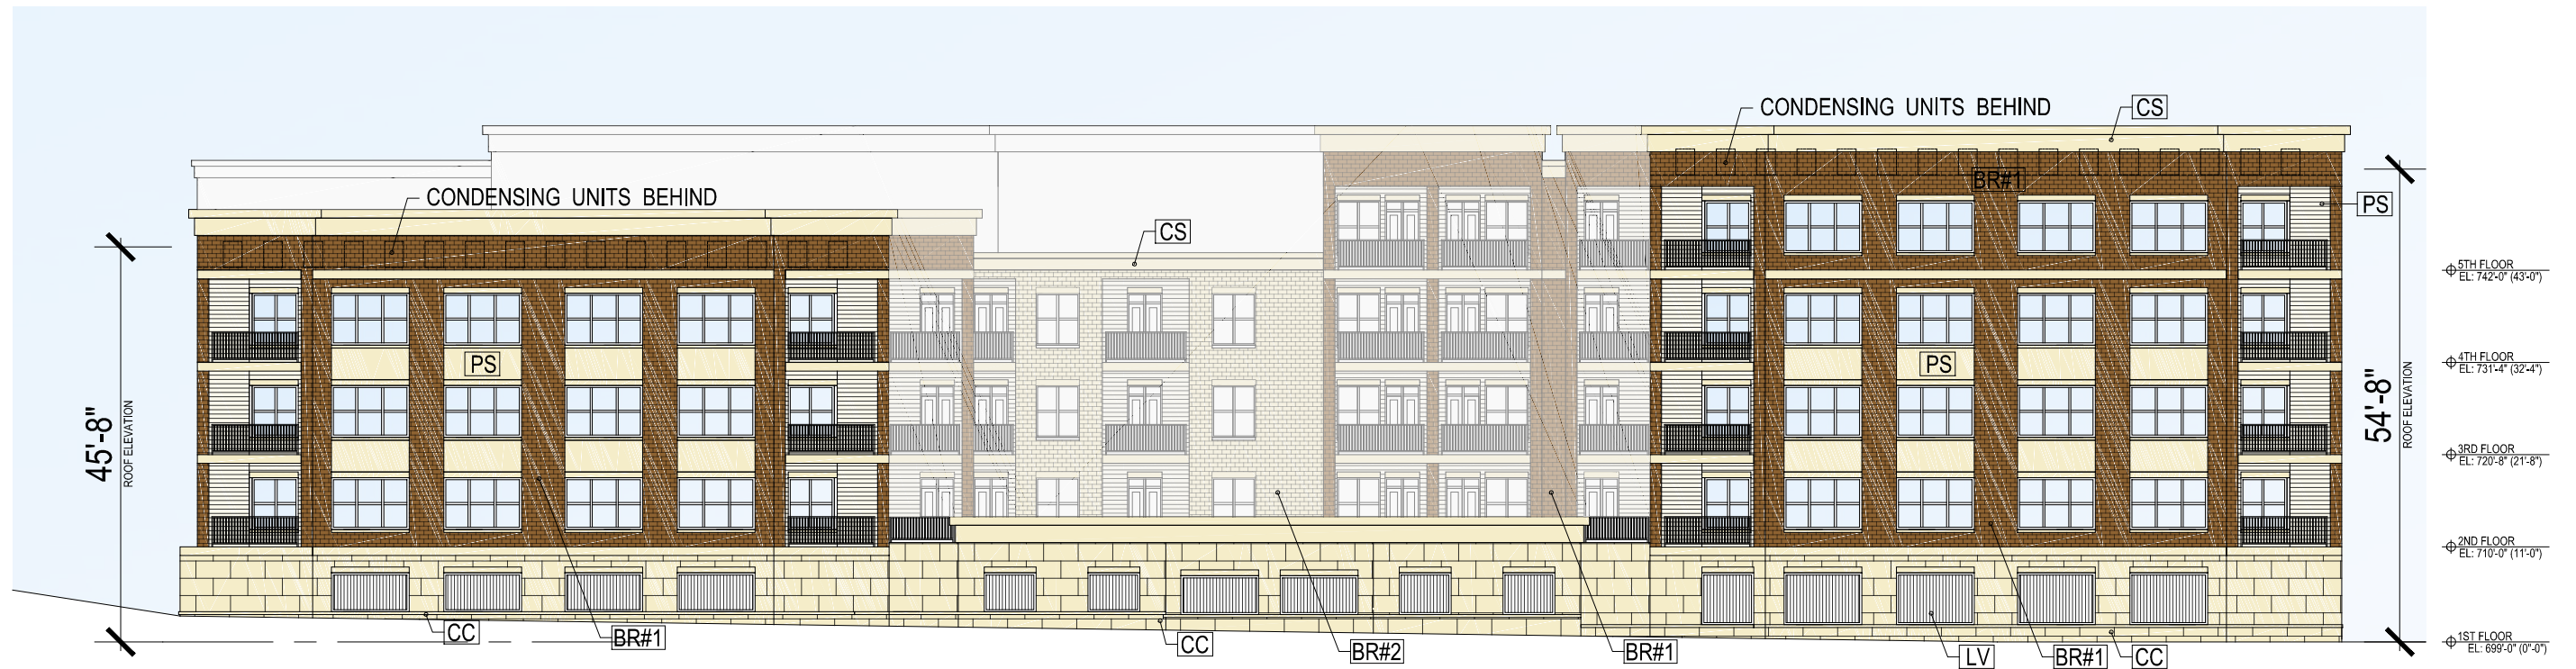 CONDENSING UNITS BEHIND
CS
BR#1
CONDENSING UNITS BEHIND
PS
CS
5TH FLOOR
EL: 742'-0" (43'-0")
PS
PS
4TH FLOOR
EL: 731'-4" (32'-4")
45'-8"
ROOF ELEVATION
54'-8"
ROOF ELEVATION
3RD FLOOR
EL: 720'-8" (21'-8")
2ND FLOOR
EL: 710'-0" (11'-0")
CC
BR#1
CC
BR#2
BR#1
LV
BR#1
CC
1ST FLOOR
EL: 699'-0" (0"-0")